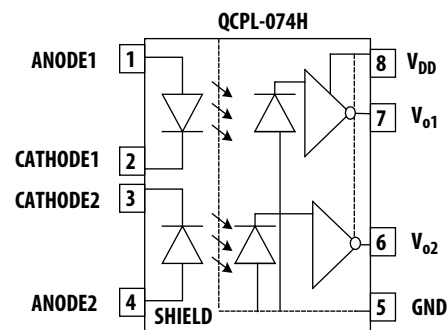 QCPL-074H
ANODE1 1
8 V_DD
7 V_o1
CATHODE1 2
CATHODE2 3
6 V_o2
ANODE2 4
5 GND
SHIELD